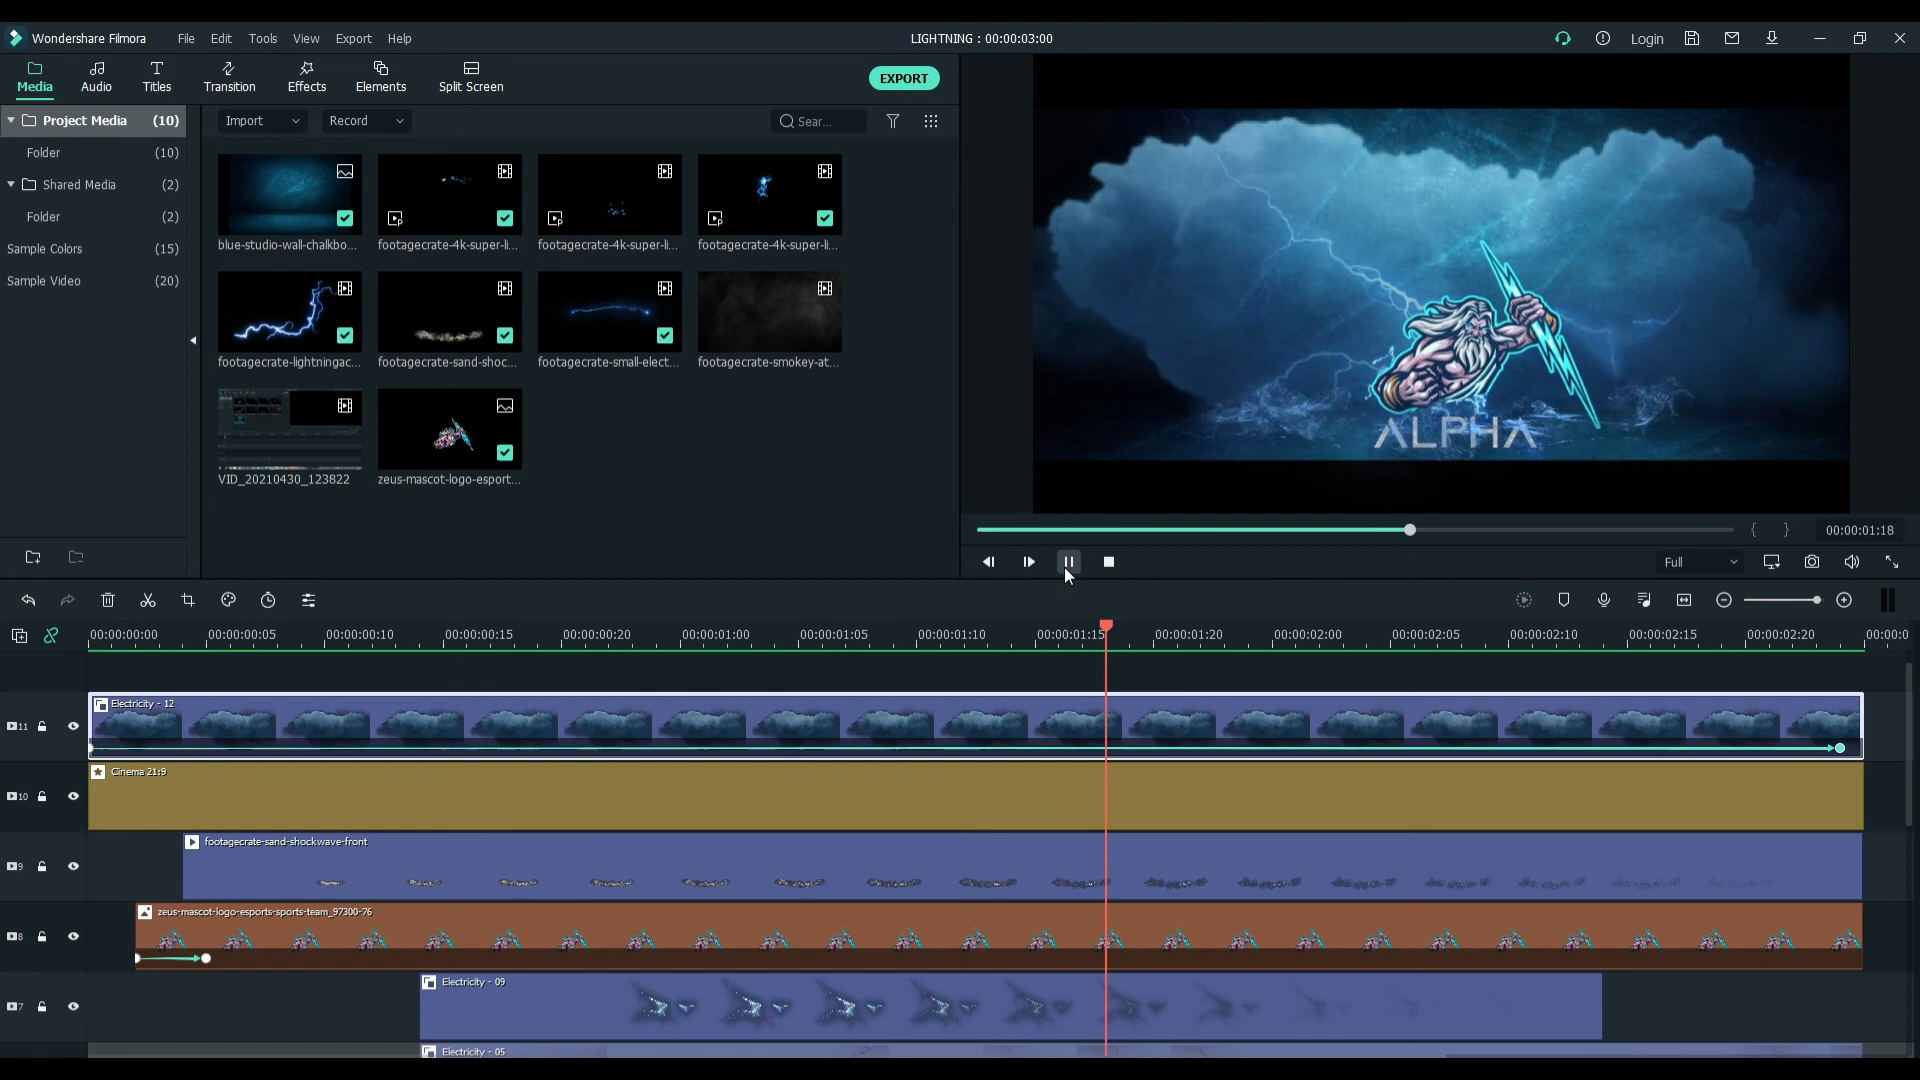 Wondershare Filmora File Edit Tools View Export Help LIGHTNING : 00:00:03:00 Login
Media Audio Titles Transition Effects Elements Split Screen EXPORT
Project Media (10)
Folder (10)
Shared Media (2)
Folder (2)
Sample Colors (15)
Sample Video (20)
Import Record Sear...
blue-studio-wall-chalkbo... footagecrate-4k-super-li... footagecrate-4k-super-li... footagecrate-4k-super-li...
footagecrate-lightningac... footagecrate-sand-shoc... footagecrate-small-elect... footagecrate-smokey-at...
VID_20210430_123822 zeus-mascot-logo-esport...
ALPHA
{ } 00:00:01:18
Full
00:00:00:00 00:00:00:05 00:00:00:10 00:00:00:15 00:00:00:20 00:00:01:00 00:00:01:05 00:00:01:10 00:00:01:15 00:00:01:20 00:00:02:00 00:00:02:05 00:00:02:10 00:00:02:15 00:00:02:20 00:00:0
11 Electricity - 12
10 Cinema 21:9
9 footagecrate-sand-shockwave-front
8 zeus-mascot-logo-esports-sports-team_97300-76
7 Electricity - 09
Electricity - 05